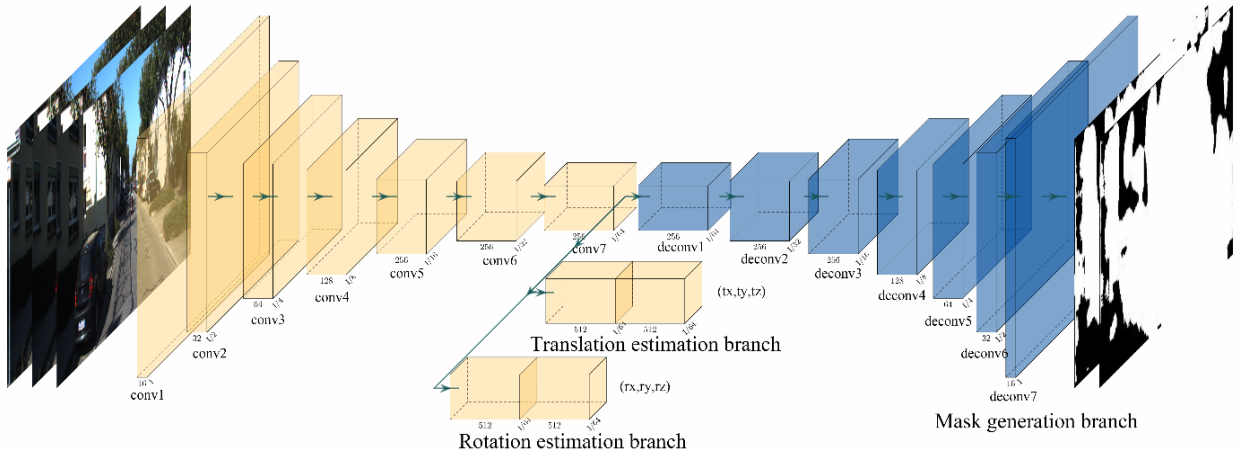 16 1
conv1
32 1/2
conv2
64 1/4
conv3
128 1/8
conv4
256 1/16
conv5
256 1/32
conv6
256 1/64
conv7
256 1/64
deconv1
256 1/32
deconv2
256 1/16
deconv3
128 1/8
deconv4
64 1/4
deconv5
32 1/2
deconv6
16 1
deconv7
512 1/64 512 1/64
(tx,ty,tz)
Translation estimation branch
512 1/64 512 1/64
(rx,ry,rz)
Rotation estimation branch
Mask generation branch